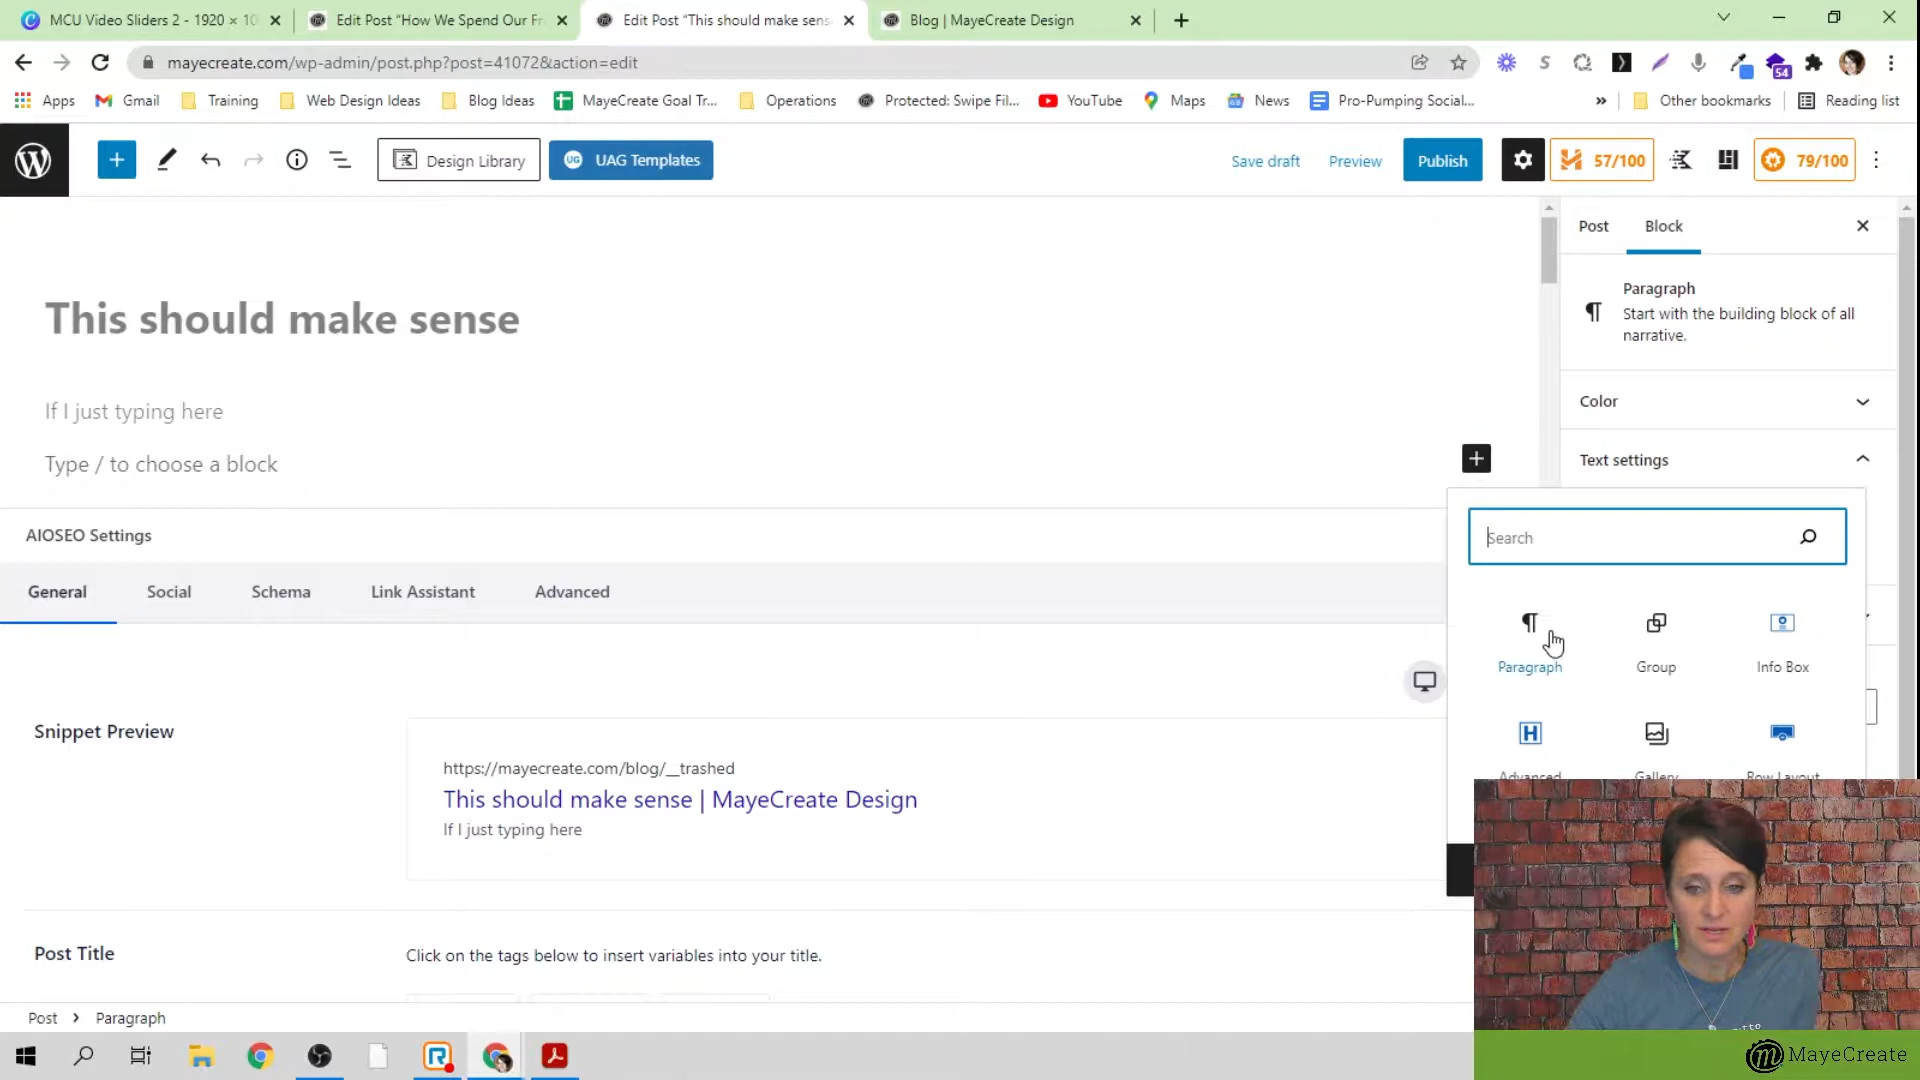 MCU Video Sliders 2 - 1920 × 10
Edit Post "How We Spend Our Fr
Edit Post "This should make sens
Blog | MayeCreate Design
mayecreate.com/wp-admin/post.php?post=41072&action=edit
54
Apps
Gmail
Training
Web Design Ideas
Blog Ideas
MayeCreate Goal Tr...
Operations
Protected: Swipe Fil...
YouTube
Maps
News
Pro-Pumping Social...
»
Other bookmarks
Reading list
Design Library
UG UAG Templates
Save draft
Preview
Publish
57/100
79/100
Post
Block
Paragraph
Start with the building block of all
narrative.
This should make sense
Color
If I just typing here
Type / to choose a block
Text settings
AIOSEO Settings
Search
General
Social
Schema
Link Assistant
Advanced
Paragraph
Group
Info Box
Snippet Preview
https://mayecreate.com/blog/__trashed
This should make sense | MayeCreate Design
If I just typing here
Advanced
Gallery
Row Layout
Post Title
Click on the tags below to insert variables into your title.
Post > Paragraph
MayeCreate